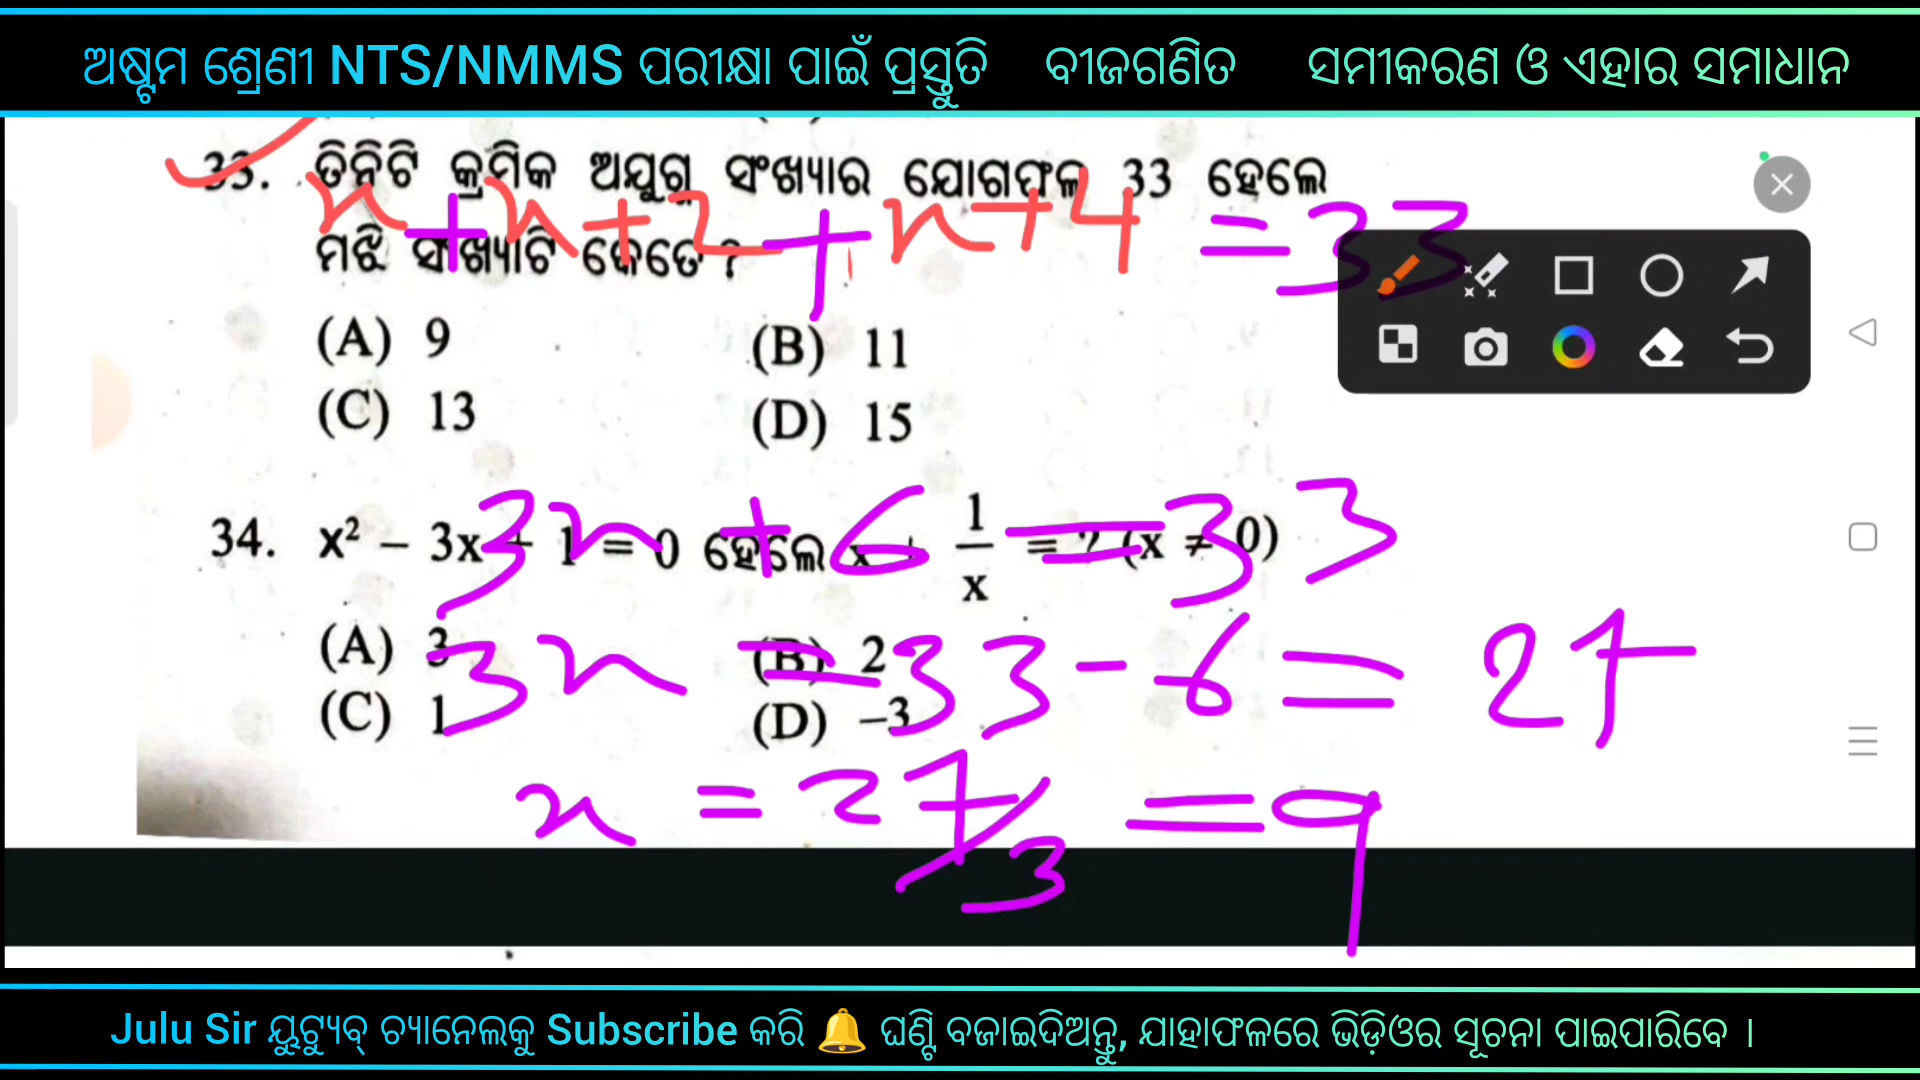 ଅଷ୍ଟମ ଶ୍ରେଣୀ NTS/NMMS ପରୀକ୍ଷା ପାଇଁ ପ୍ରସ୍ତୁତି ବୀଜଗଣିତ ସମୀକରଣ ଓ ଏହାର ସମାଧାନ
33. ତିନିଟି କ୍ରମିକ ଅଯୁଗ୍ମ ସଂଖ୍ୟାର ଯୋଗଫଳ 33 ହେଲେ
x + x + 2 + x + 4 = 33
ମଝି ସଂଖ୍ୟାଟି କେତେ ?
(A) 9 (B) 11
(C) 13 (D) 15
3x + 6 = 33
34. x² – 3x + 1 = 0 ହେଲେ x + 1/x = ? (x ≠ 0)
(A) 3 (B) 2
3x = 33 - 6 = 27
(C) 1 (D) –3
x = 27/3 = 9
Julu Sir ୟୁଟ୍ୟୁବ୍ ଚ୍ୟାନେଲକୁ Subscribe କରି 🔔 ଘଣ୍ଟି ବଜାଇଦିଅନ୍ତୁ, ଯାହାଫଳରେ ଭିଡ଼ିଓର ସୂଚନା ପାଇପାରିବେ ।